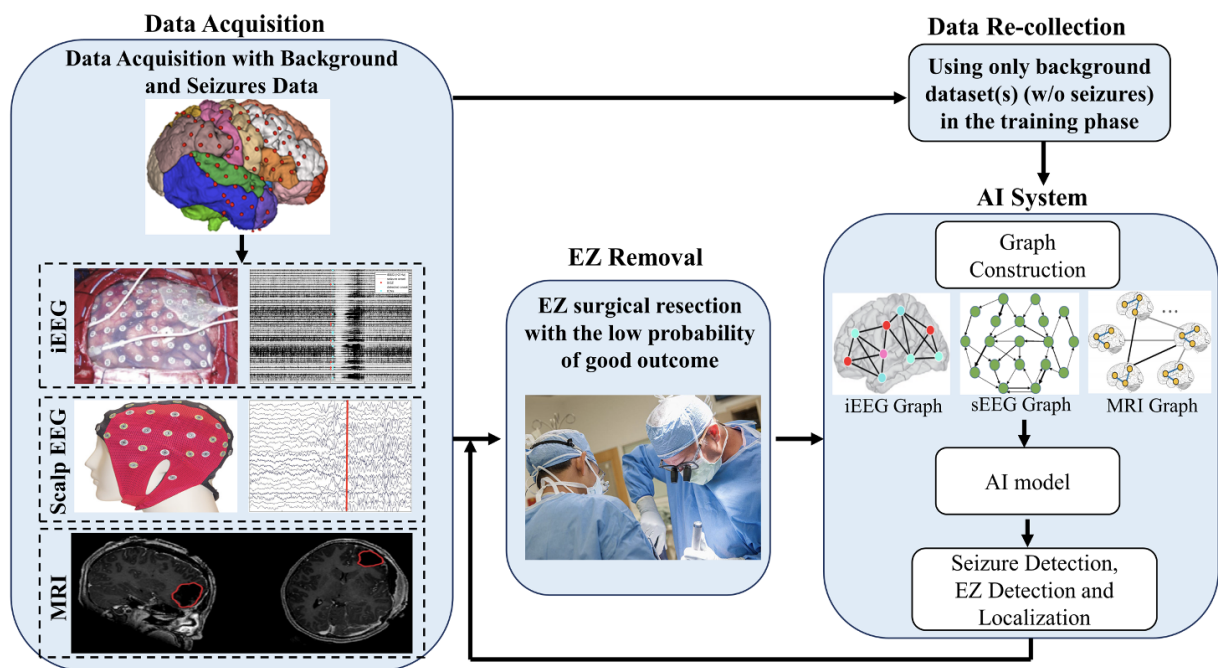 Data Acquisition
Data Acquisition with Background
and Seizures Data
iEEG
Scalp EEG
MRI
EZ Removal
EZ surgical resection
with the low probability
of good outcome
Data Re-collection
Using only background
dataset(s) (w/o seizures)
in the training phase
AI System
Graph
Construction
...
iEEG Graph
sEEG Graph
MRI Graph
AI model
Seizure Detection,
EZ Detection and
Localization